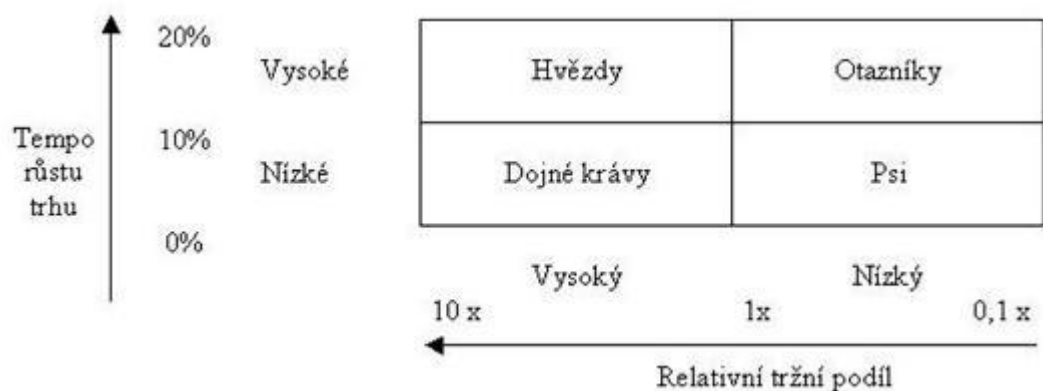 20%
Vysoké
Hvězdy
Otazníky
Tempo
růstu
trhu
10%
Nízké
Dojné krávy
Psi
0%
Vysoký
Nízký
10 x
1x
0,1 x
Relativní tržní podíl